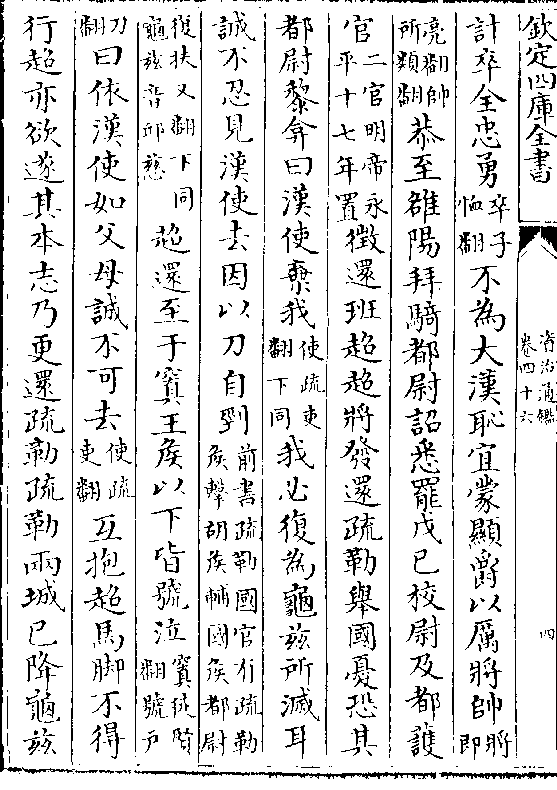 欽定四庫全書
資治通鑑
卷四十六
四
計卒全忠勇卒子恤翻不為大漢恥宜蒙顯爵以厲將帥將即
亮翻帥所類翻恭至雒陽拜騎都尉詔悉罷戊己校尉及都護
官二官明帝永平十七年置徵還班超超將發還疏勒舉國憂恐其
都尉黎弇曰漢使棄我使疏吏翻下同我必復為龜茲所滅耳
誠不忍見漢使去因以刀自剄前書疏勒國官有疏勒侯擊胡侯輔國侯都尉
復扶又翻下同龜茲音邱慈超還至于窴王侯以下皆號泣窴徒賢翻號戶
刀翻曰依漢使如父母誠不可去使疏吏翻互抱超馬脚不得
行超亦欲遂其本志乃更還疏勒疏勒兩城已降龜茲